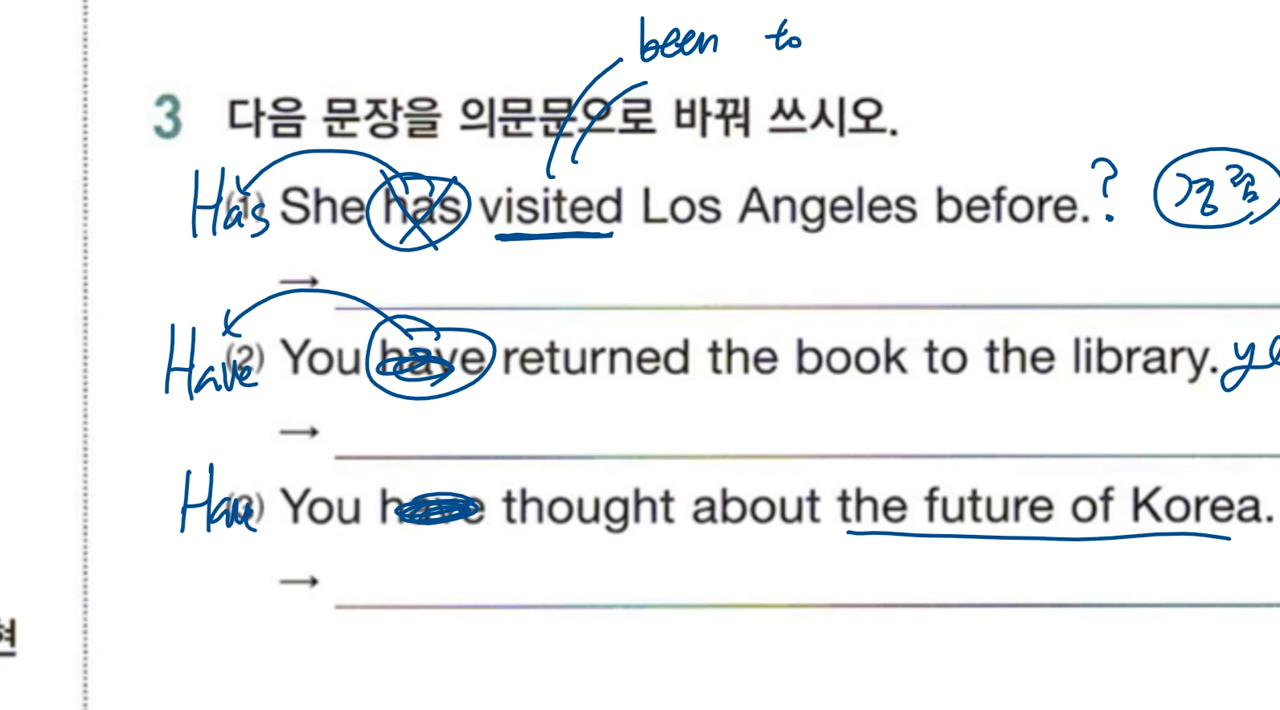 been to
3 다음 문장을 의문문으로 바꿔 쓰시오.
Has (1) She has visited Los Angeles before. ? 경험
→
Have (2) You have returned the book to the library.
→
Have (3) You have thought about the future of Korea.
→